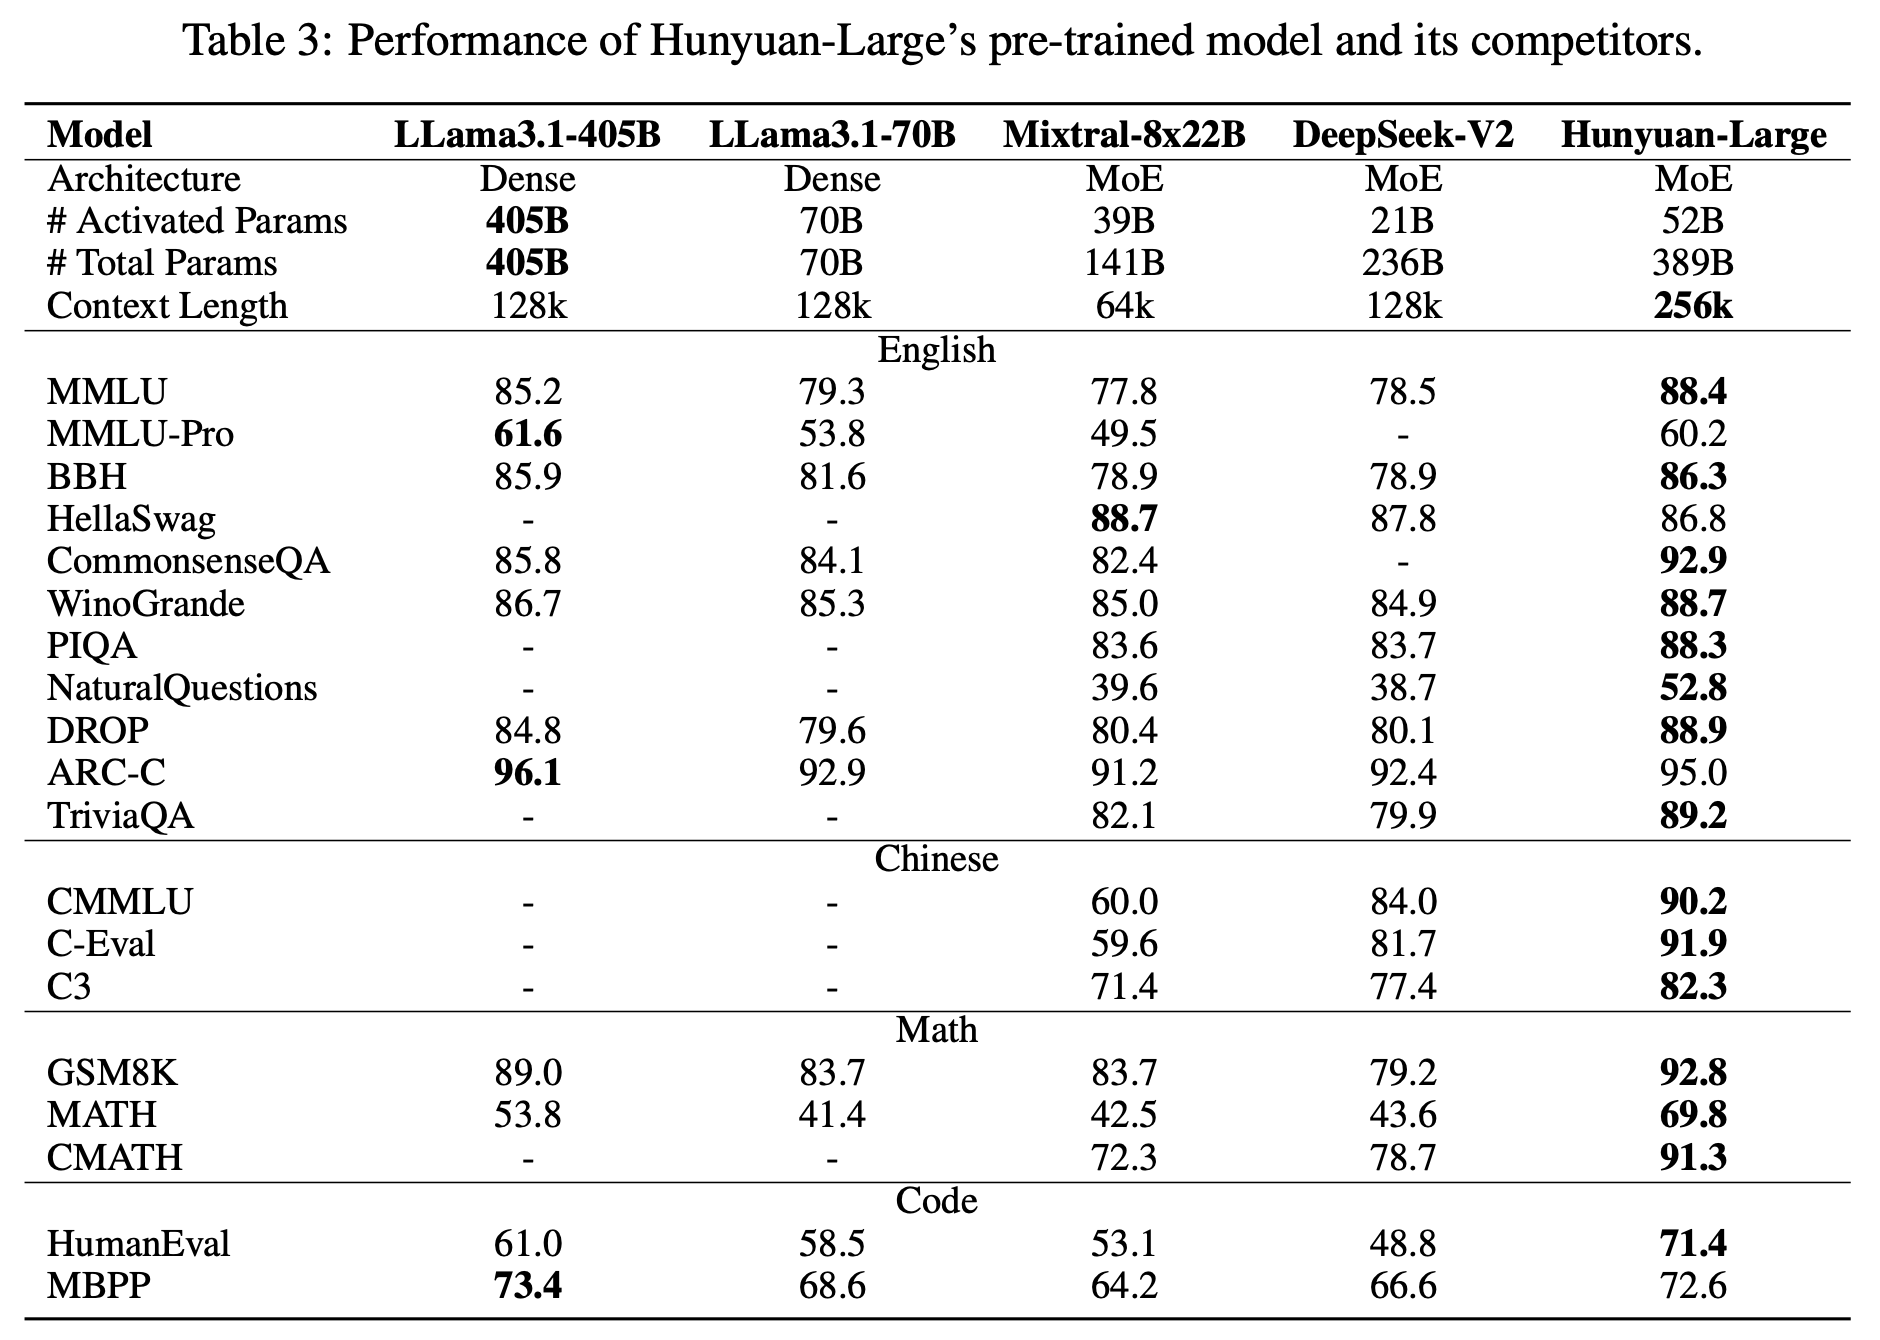 Table 3: Performance of Hunyuan-Large's pre-trained model and its competitors.
Model LLama3.1-405B LLama3.1-70B Mixtral-8x22B DeepSeek-V2 Hunyuan-Large
Architecture Dense Dense MoE MoE MoE
# Activated Params 405B 70B 39B 21B 52B
# Total Params 405B 70B 141B 236B 389B
Context Length 128k 128k 64k 128k 256k
English
MMLU 85.2 79.3 77.8 78.5 88.4
MMLU-Pro 61.6 53.8 49.5 - 60.2
BBH 85.9 81.6 78.9 78.9 86.3
HellaSwag - - 88.7 87.8 86.8
CommonsenseQA 85.8 84.1 82.4 - 92.9
WinoGrande 86.7 85.3 85.0 84.9 88.7
PIQA - - 83.6 83.7 88.3
NaturalQuestions - - 39.6 38.7 52.8
DROP 84.8 79.6 80.4 80.1 88.9
ARC-C 96.1 92.9 91.2 92.4 95.0
TriviaQA - - 82.1 79.9 89.2
Chinese
CMMLU - - 60.0 84.0 90.2
C-Eval - - 59.6 81.7 91.9
C3 - - 71.4 77.4 82.3
Math
GSM8K 89.0 83.7 83.7 79.2 92.8
MATH 53.8 41.4 42.5 43.6 69.8
CMATH - - 72.3 78.7 91.3
Code
HumanEval 61.0 58.5 53.1 48.8 71.4
MBPP 73.4 68.6 64.2 66.6 72.6